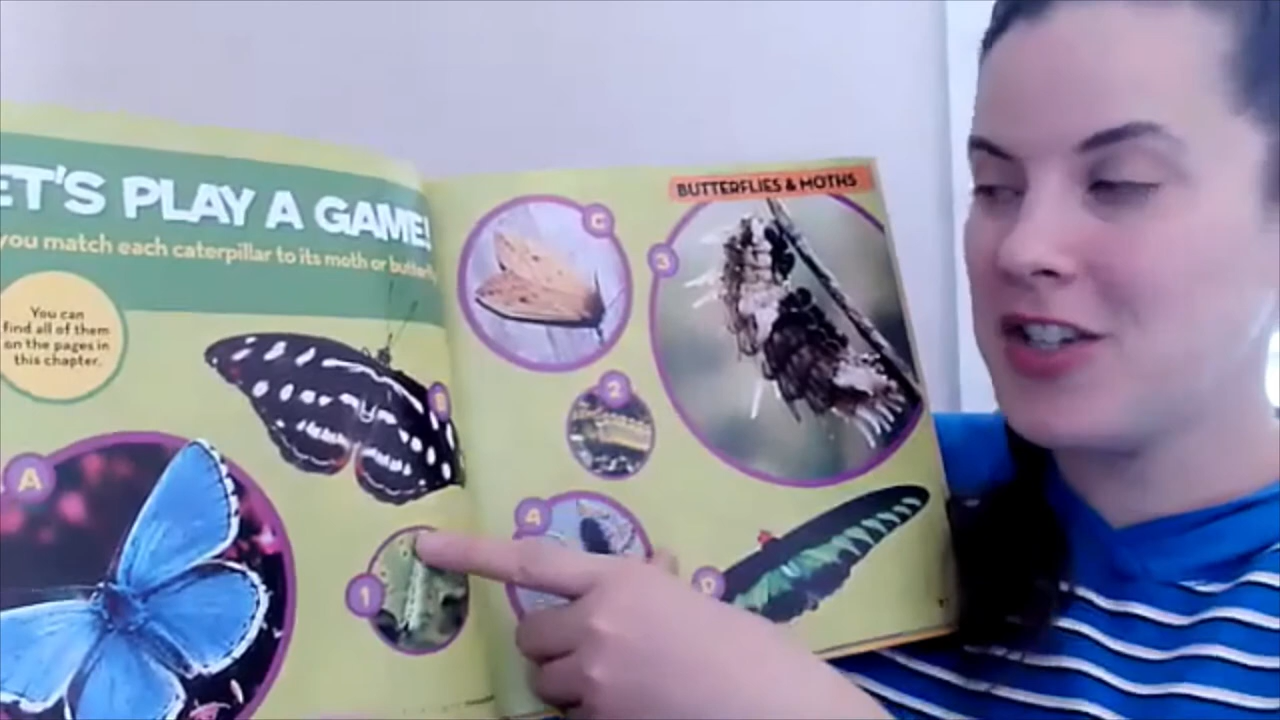 ET'S PLAY A GAME!
you match each caterpillar to its moth or butterfly
You can
find all of them
on the pages in
this chapter.
A
B
1
BUTTERFLIES & MOTHS
C
3
2
4
D